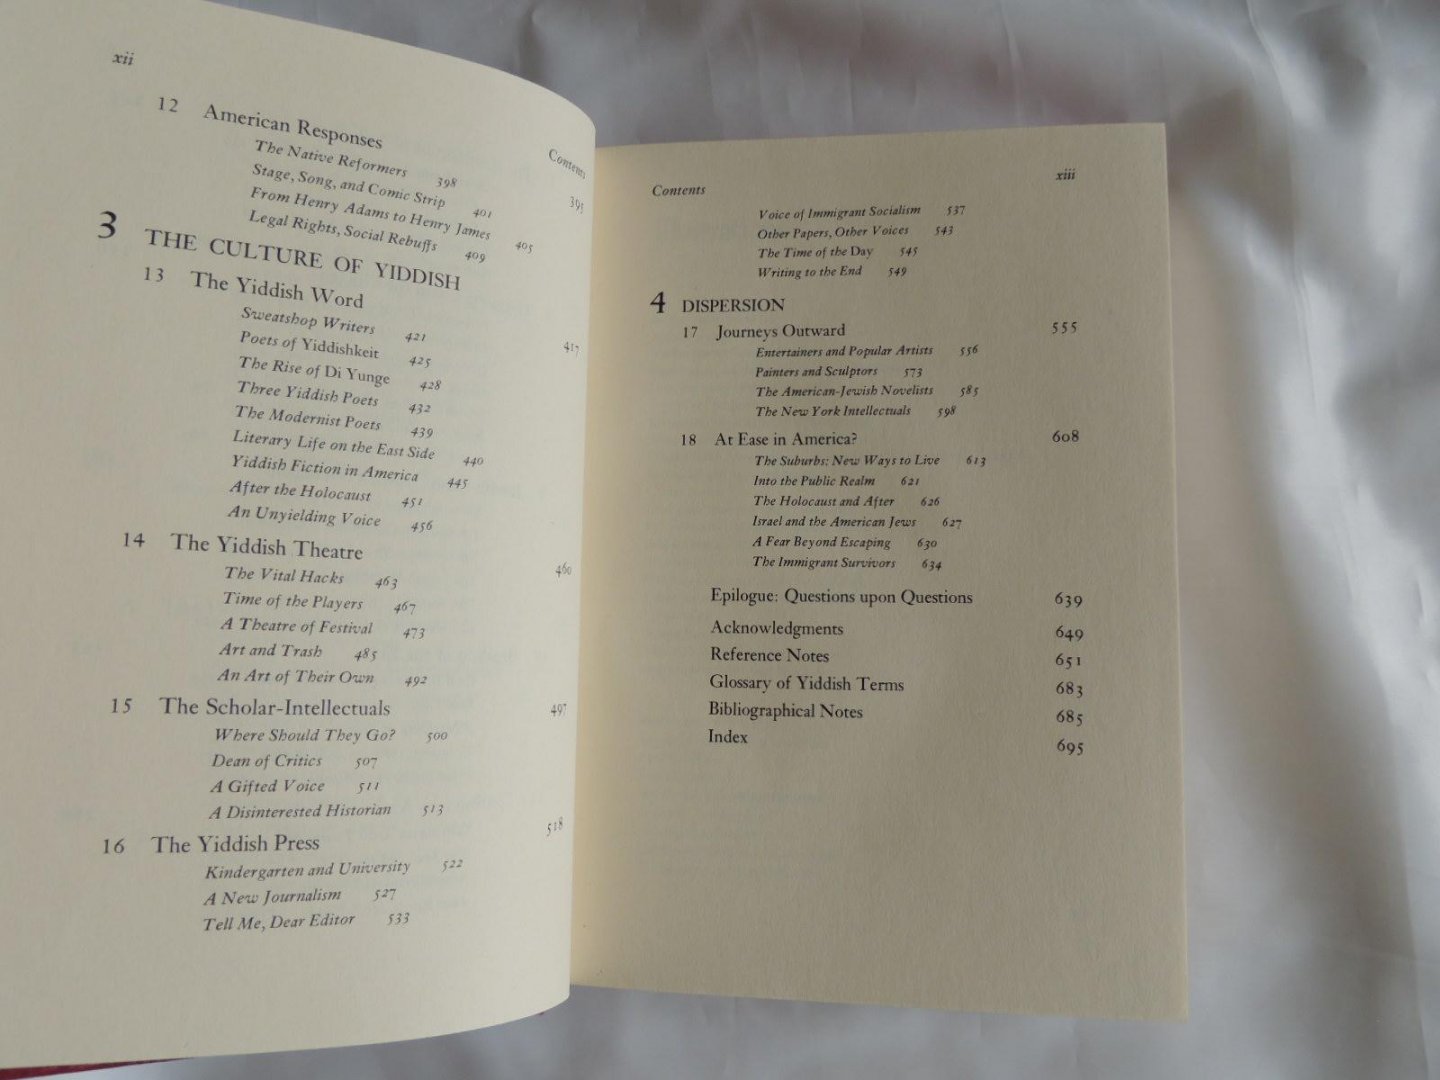 xii
Contents
12 American Responses 395
The Native Reformers 398
Stage, Song, and Comic Strip 401
From Henry Adams to Henry James 405
Legal Rights, Social Rebuffs 409
3 THE CULTURE OF YIDDISH
13 The Yiddish Word 417
Sweatshop Writers 421
Poets of Yiddishkeit 425
The Rise of Di Yunge 428
Three Yiddish Poets 432
The Modernist Poets 439
Literary Life on the East Side 440
Yiddish Fiction in America 445
After the Holocaust 451
An Unyielding Voice 456
14 The Yiddish Theatre 460
The Vital Hacks 463
Time of the Players 467
A Theatre of Festival 473
Art and Trash 485
An Art of Their Own 492
15 The Scholar-Intellectuals 497
Where Should They Go? 500
Dean of Critics 507
A Gifted Voice 511
A Disinterested Historian 513
16 The Yiddish Press 518
Kindergarten and University 522
A New Journalism 527
Tell Me, Dear Editor 533
Contents xiii
Voice of Immigrant Socialism 537
Other Papers, Other Voices 543
The Time of the Day 545
Writing to the End 549
4 DISPERSION
17 Journeys Outward 555
Entertainers and Popular Artists 556
Painters and Sculptors 573
The American-Jewish Novelists 585
The New York Intellectuals 598
18 At Ease in America? 608
The Suburbs: New Ways to Live 613
Into the Public Realm 621
The Holocaust and After 626
Israel and the American Jews 627
A Fear Beyond Escaping 630
The Immigrant Survivors 634
Epilogue: Questions upon Questions 639
Acknowledgments 649
Reference Notes 651
Glossary of Yiddish Terms 683
Bibliographical Notes 685
Index 695